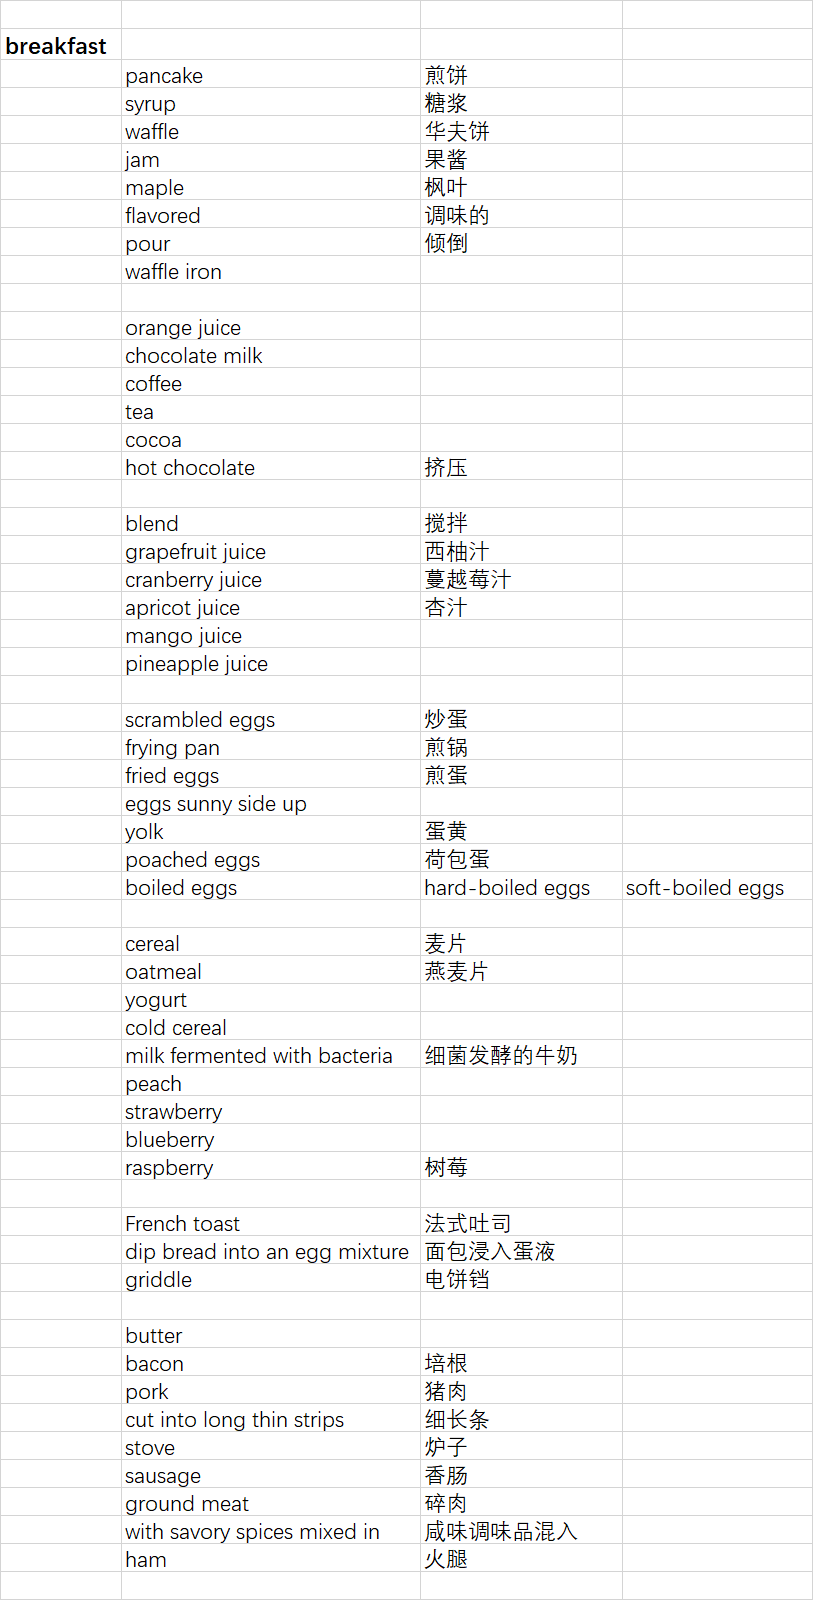 breakfast
pancake 煎饼
syrup 糖浆
waffle 华夫饼
jam 果酱
maple 枫叶
flavored 调味的
pour 倾倒
waffle iron
orange juice
chocolate milk
coffee
tea
cocoa
hot chocolate 挤压
blend 搅拌
grapefruit juice 西柚汁
cranberry juice 蔓越莓汁
apricot juice 杏汁
mango juice
pineapple juice
scrambled eggs 炒蛋
frying pan 煎锅
fried eggs 煎蛋
eggs sunny side up
yolk 蛋黄
poached eggs 荷包蛋
boiled eggs hard-boiled eggs soft-boiled eggs
cereal 麦片
oatmeal 燕麦片
yogurt
cold cereal
milk fermented with bacteria 细菌发酵的牛奶
peach
strawberry
blueberry
raspberry 树莓
French toast 法式吐司
dip bread into an egg mixture 面包浸入蛋液
griddle 电饼铛
butter
bacon 培根
pork 猪肉
cut into long thin strips 细长条
stove 炉子
sausage 香肠
ground meat 碎肉
with savory spices mixed in 咸味调味品混入
ham 火腿